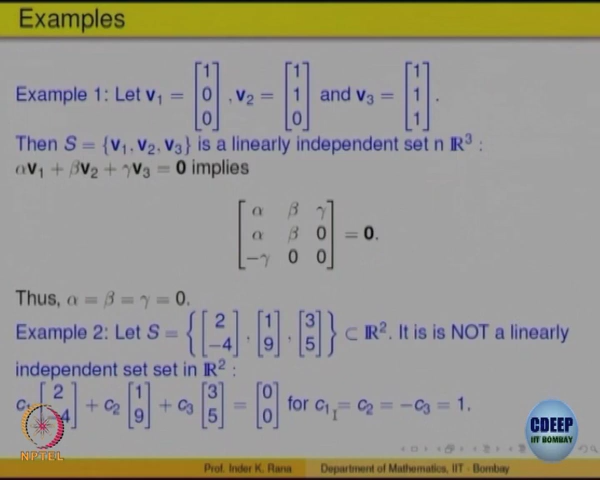 Examples
Example 1: Let v₁ = [1 0 0], v₂ = [1 1 0] and v₃ = [1 1 1].
Then S = {v₁, v₂, v₃} is a linearly independent set n ℝ³ :
αv₁ + βv₂ + γv₃ = 0 implies
[α β γ
α β 0
−γ 0 0] = 0.
Thus, α = β = γ = 0.
Example 2: Let S = {[2 −4], [1 9], [3 5]} ⊂ ℝ². It is is NOT a linearly
independent set set in ℝ² :
c₁ [2 −4] + c₂ [1 9] + c₃ [3 5] = [0 0] for c₁ = c₂ = −c₃ = 1.
NPTEL
CDEEP
IIT BOMBAY
Prof. Inder K. Rana Department of Mathematics, IIT - Bombay